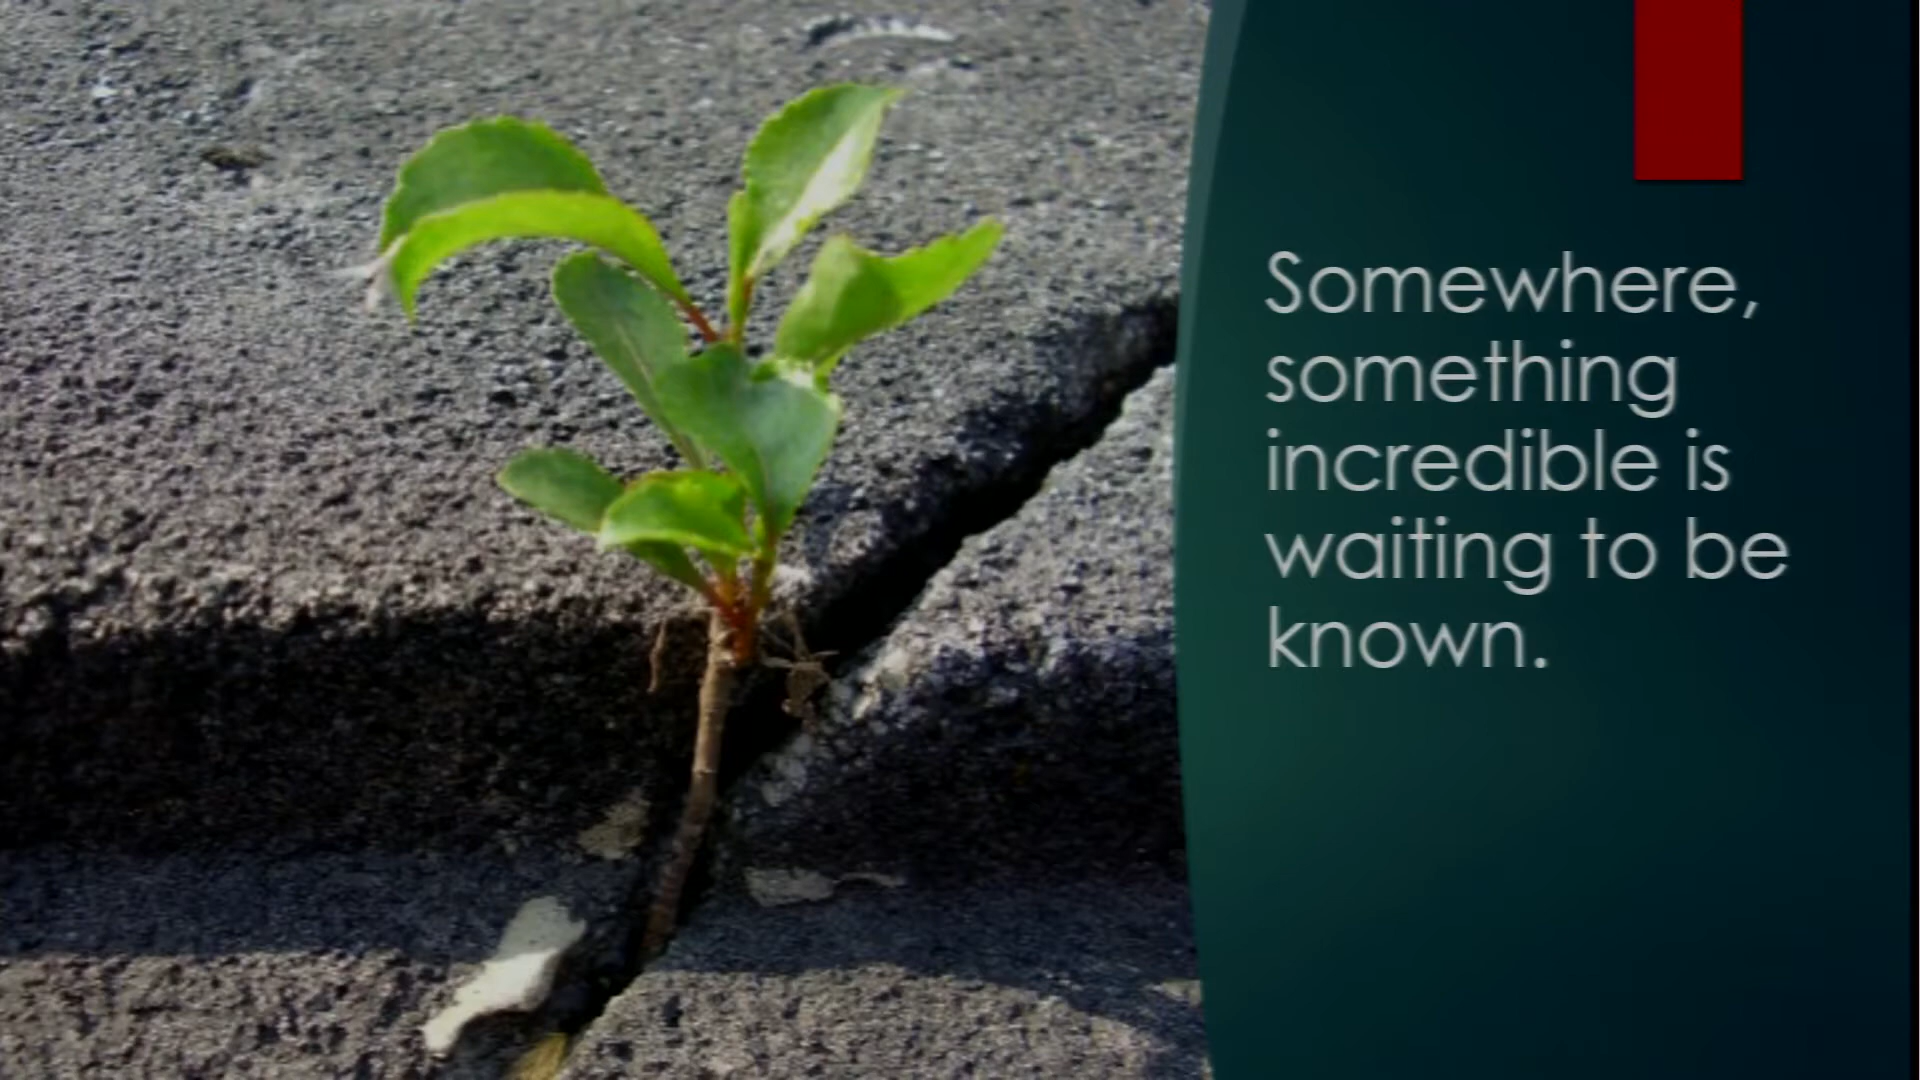 Somewhere,
something
incredible is
waiting to be
known.